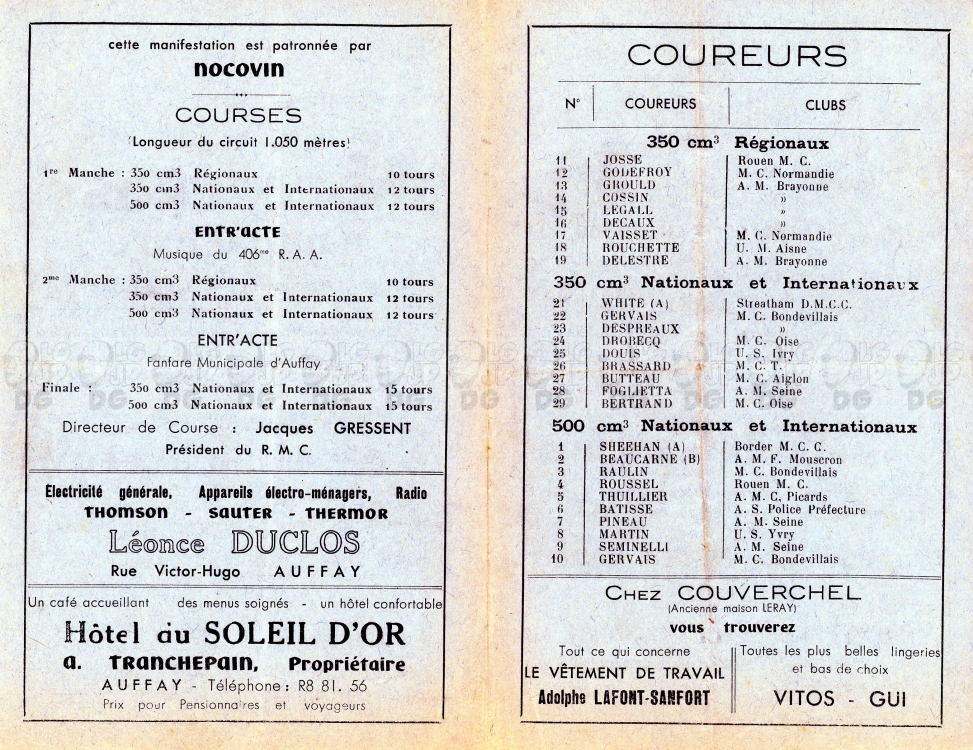 cette manifestation est patronnée par
NOCOVIN
COURSES
(Longueur du circuit 1.050 mètres)
1re Manche : 350 cm3 Régionaux 10 tours
350 cm3 Nationaux et Internationaux 12 tours
500 cm3 Nationaux et Internationaux 12 tours
ENTR'ACTE
Musique du 406me R. A. A.
2me Manche : 350 cm3 Régionaux 10 tours
350 cm3 Nationaux et Internationaux 12 tours
500 cm3 Nationaux et Internationaux 12 tours
ENTR'ACTE
Fanfare Municipale d'Auffay
Finale : 350 cm3 Nationaux et Internationaux 15 tours
500 cm3 Nationaux et Internationaux 15 tours
Directeur de Course : Jacques GRESSENT
Président du R. M. C.
Electricité générale, Appareils électro-ménagers, Radio
THOMSON - SAUTER - THERMOR
Léonce DUCLOS
Rue Victor-Hugo AUFFAY
Un café accueillant des menus soignés - un hôtel confortable
Hôtel du SOLEIL D'OR
A. TRANCHEPAIN, Propriétaire
AUFFAY - Téléphone : R8 81. 56
Prix pour Pensionnaires et voyageurs
COUREURS
N° COUREURS CLUBS
350 cm3 Régionaux
11 JOSSE Rouen M. C.
12 GODEFROY M. C. Normandie
13 GROULD A. M. Brayonne
14 COSSIN »
15 LEGALL »
16 DECAUX »
17 VAISSET M. C. Normandie
18 ROUCHETTE U. M. Aisne
19 DELESTRE A. M. Brayonne
350 cm3 Nationaux et Internationaux
21 WHITE (A) Streatham D.M.C.C.
22 GERVAIS M. C. Bondevillais
23 DESPREAUX »
24 DROBECQ M. C. Oise
25 DOUIS U. S. Ivry
26 BRASSARD M. C. T.
27 BUTTEAU M. C. Aiglon
28 FOGLIETTA A. M. Seine
29 BERTRAND M. C. Oise
500 cm3 Nationaux et Internationaux
1 SHEEHAN (A) Border M. C. C.
2 BEAUCARNE (B) A. M. F. Mouscron
3 RAULIN M. C. Bondevillais
4 ROUSSEL Rouen M. C.
5 THUILLIER A. M. C. Picards
6 BATISSE A. S. Police Préfecture
7 PINEAU A. M. Seine
8 MARTIN U. S. Yvry
9 SEMINELLI A. M. Seine
10 GERVAIS M. C. Bondevillais
CHEZ COUVERCHEL
(Ancienne maison LERAY)
vous trouverez
Tout ce qui concerne
LE VÊTEMENT DE TRAVAIL
Adolphe LAFONT-SANFORT
Toutes les plus belles lingeries
et bas de choix
VITOS - GUI